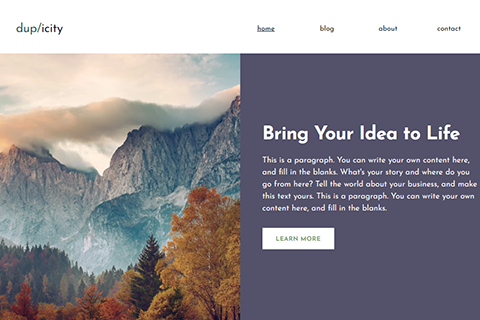 dup/icity
home
blog
about
contact
Bring Your Idea to Life
This is a paragraph. You can write your own content here,
and fill in the blanks. What's your story and where do you
go from here? Tell the world about your business, and make
this text yours. This is a paragraph. You can write your own
content here, and fill in the blanks.
LEARN MORE